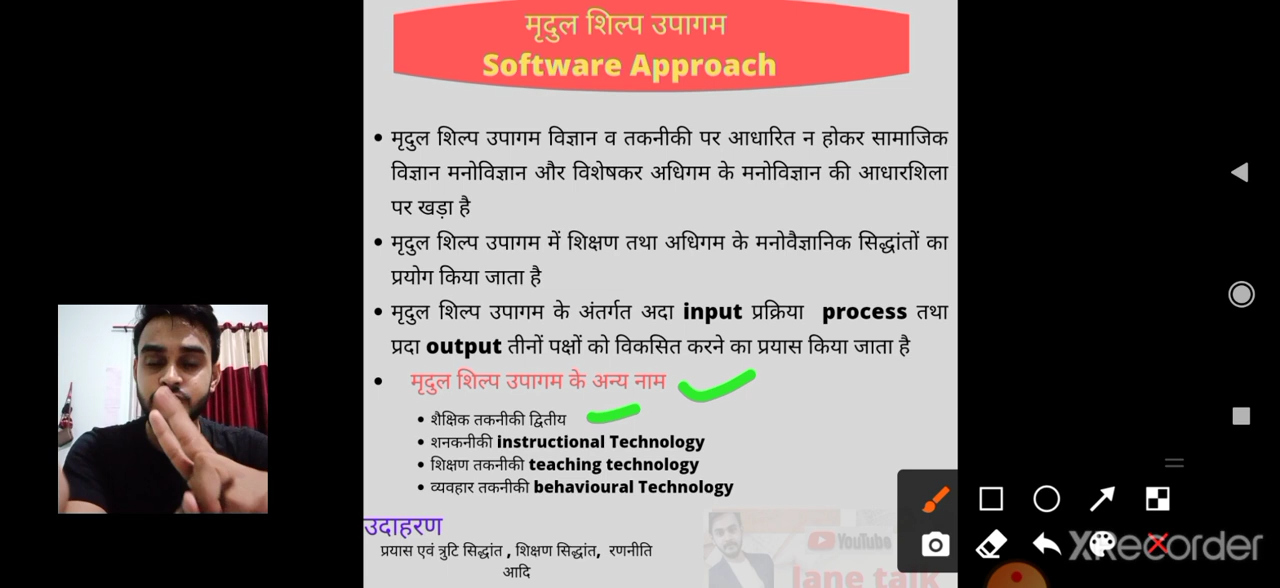 मृदुल शिल्प उपागम
Software Approach
• मृदुल शिल्प उपागम विज्ञान व तकनीकी पर आधारित न होकर सामाजिक
विज्ञान मनोविज्ञान और विशेषकर अधिगम के मनोविज्ञान की आधारशिला
पर खड़ा है
• मृदुल शिल्प उपागम में शिक्षण तथा अधिगम के मनोवैज्ञानिक सिद्धांतों का
प्रयोग किया जाता है
• मृदुल शिल्प उपागम के अंतर्गत अदा input प्रक्रिया process तथा
प्रदा output तीनों पक्षों को विकसित करने का प्रयास किया जाता है
• मृदुल शिल्प उपागम के अन्य नाम
• शैक्षिक तकनीकी द्वितीय
• शनकनीकी instructional Technology
• शिक्षण तकनीकी teaching technology
• व्यवहार तकनीकी behavioural Technology
उदाहरण
प्रयास एवं त्रुटि सिद्धांत , शिक्षण सिद्धांत, रणनीति
आदि
YouTube
Jane talk
XRecorder